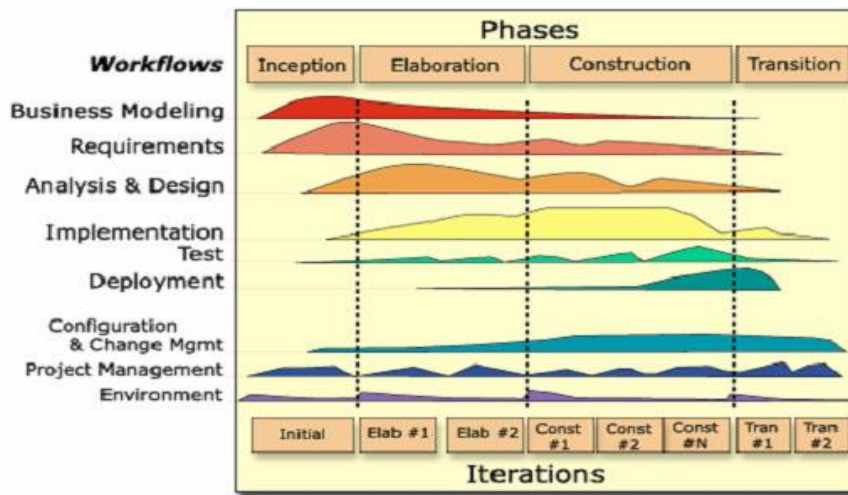 Phases
Workflows
Inception
Elaboration
Construction
Transition
Business Modeling
Requirements
Analysis & Design
Implementation
Test
Deployment
Configuration
& Change Mgmt
Project Management
Environment
Initial
Elab #1
Elab #2
Const
#1
Const
#2
Const
#N
Tran
#1
Tran
#2
Iterations